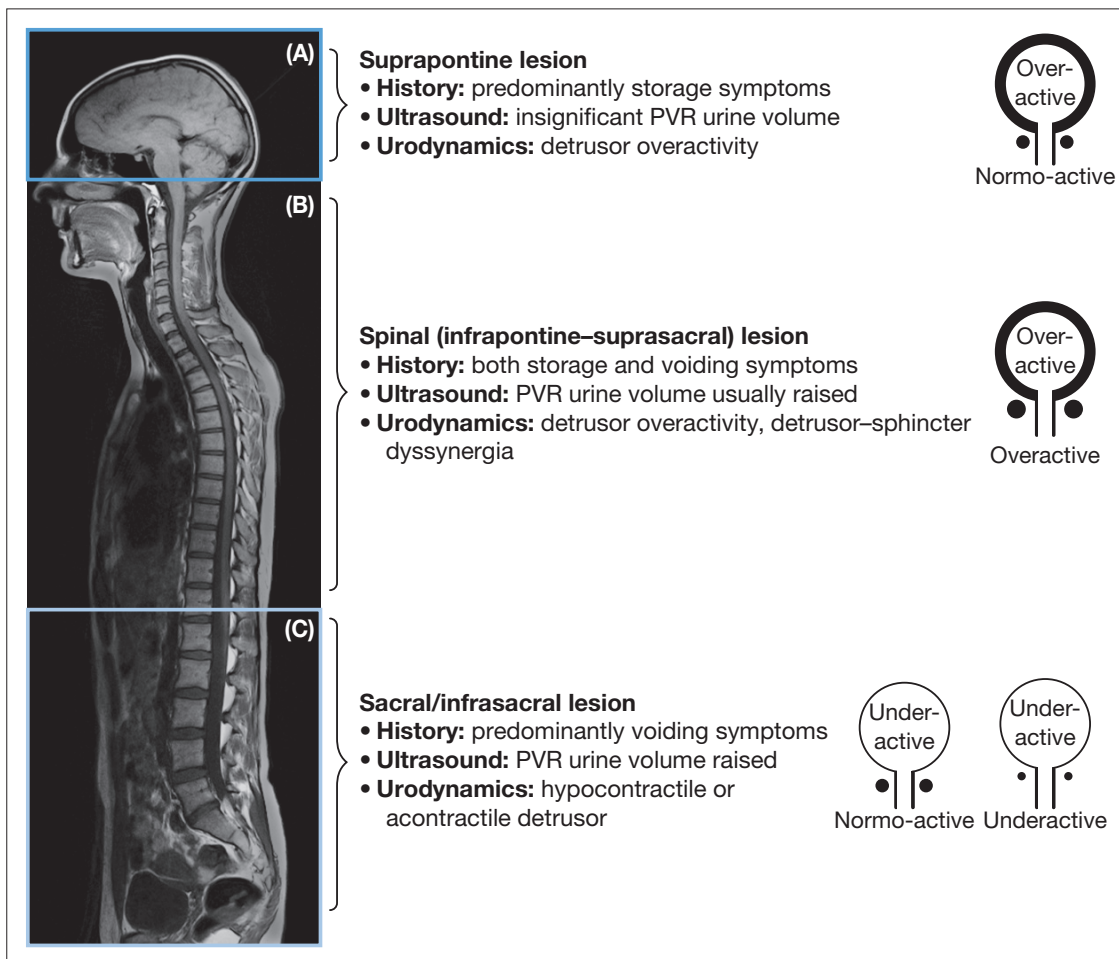 (A)
Suprapontine lesion
• History: predominantly storage symptoms
• Ultrasound: insignificant PVR urine volume
• Urodynamics: detrusor overactivity
Over-
active
Normo-active
(B)
Spinal (infrapontine–suprasacral) lesion
• History: both storage and voiding symptoms
• Ultrasound: PVR urine volume usually raised
• Urodynamics: detrusor overactivity, detrusor–sphincter
dyssynergia
Over-
active
Overactive
(C)
Sacral/infrasacral lesion
• History: predominantly voiding symptoms
• Ultrasound: PVR urine volume raised
• Urodynamics: hypocontractile or
acontractile detrusor
Under-
active
Normo-active
Under-
active
Underactive